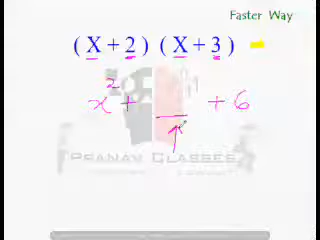 Faster Way
(X+2) (X+3) =
x² + ___ + 6
PRANAV CLASSES